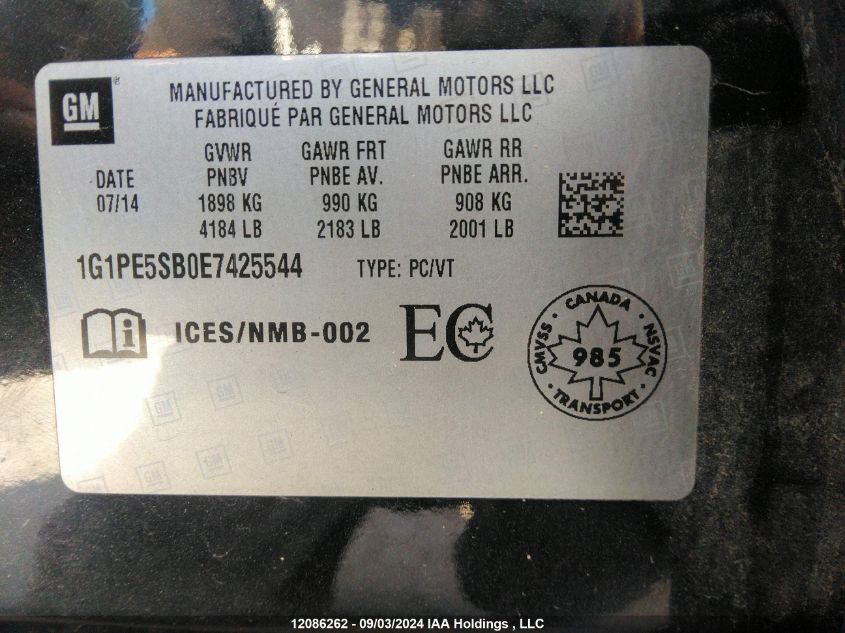 GM
MANUFACTURED BY GENERAL MOTORS LLC
FABRIQUÉ PAR GENERAL MOTORS LLC
DATE
07/14
GVWR
PNBV
1898 KG
4184 LB
GAWR FRT
PNBE AV.
990 KG
2183 LB
GAWR RR
PNBE ARR.
908 KG
2001 LB
1G1PE5SB0E7425544 TYPE: PC/VT
ICES/NMB-002 EC
CANADA
CMVSS 985 NSVAC
TRANSPORT
12086262 - 09/03/2024 IAA Holdings , LLC